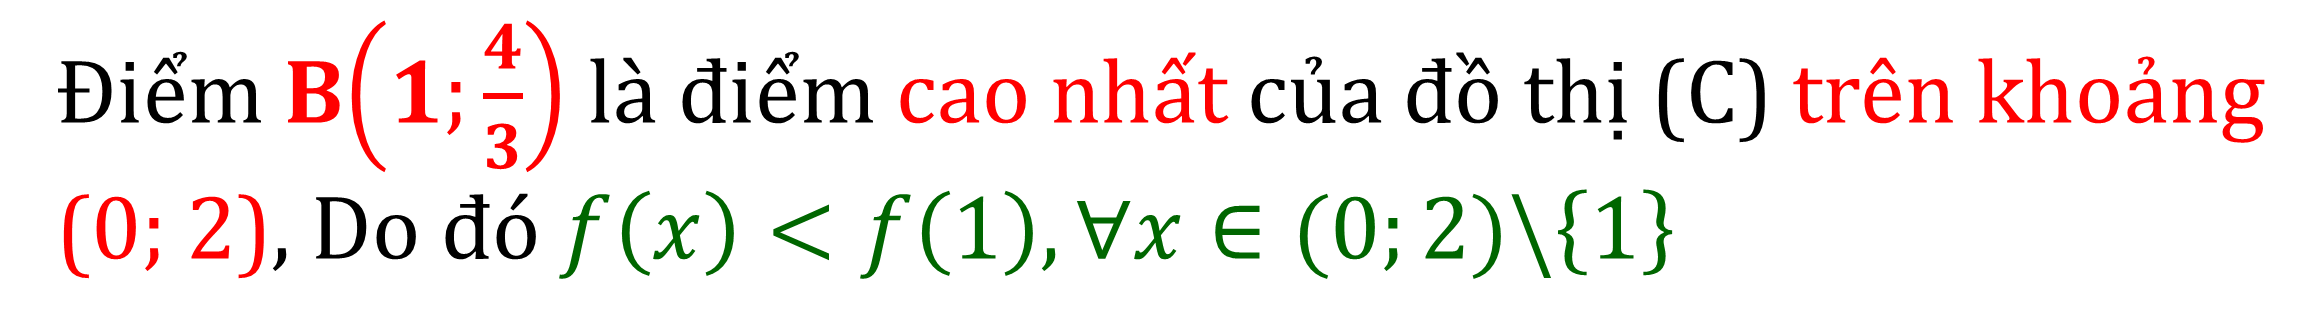 Điểm B(1; 4/3) là điểm cao nhất của đồ thị (C) trên khoảng
(0; 2), Do đó f(x) < f(1), ∀x ∈ (0; 2)\{1}